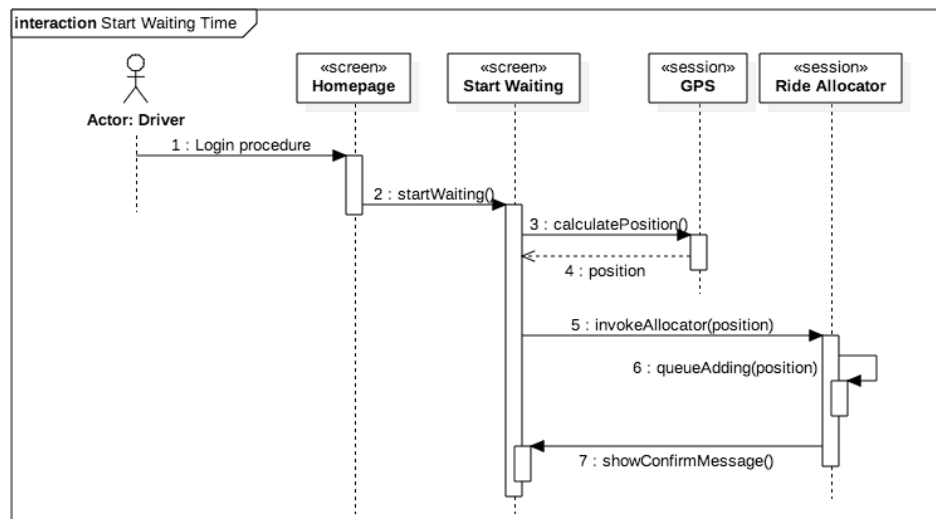 interaction Start Waiting Time
«screen»
Homepage
«screen»
Start Waiting
«session»
GPS
«session»
Ride Allocator
Actor: Driver
1 : Login procedure
2 : startWaiting()
3 : calculatePosition()
4 : position
5 : invokeAllocator(position)
6 : queueAdding(position)
7 : showConfirmMessage()